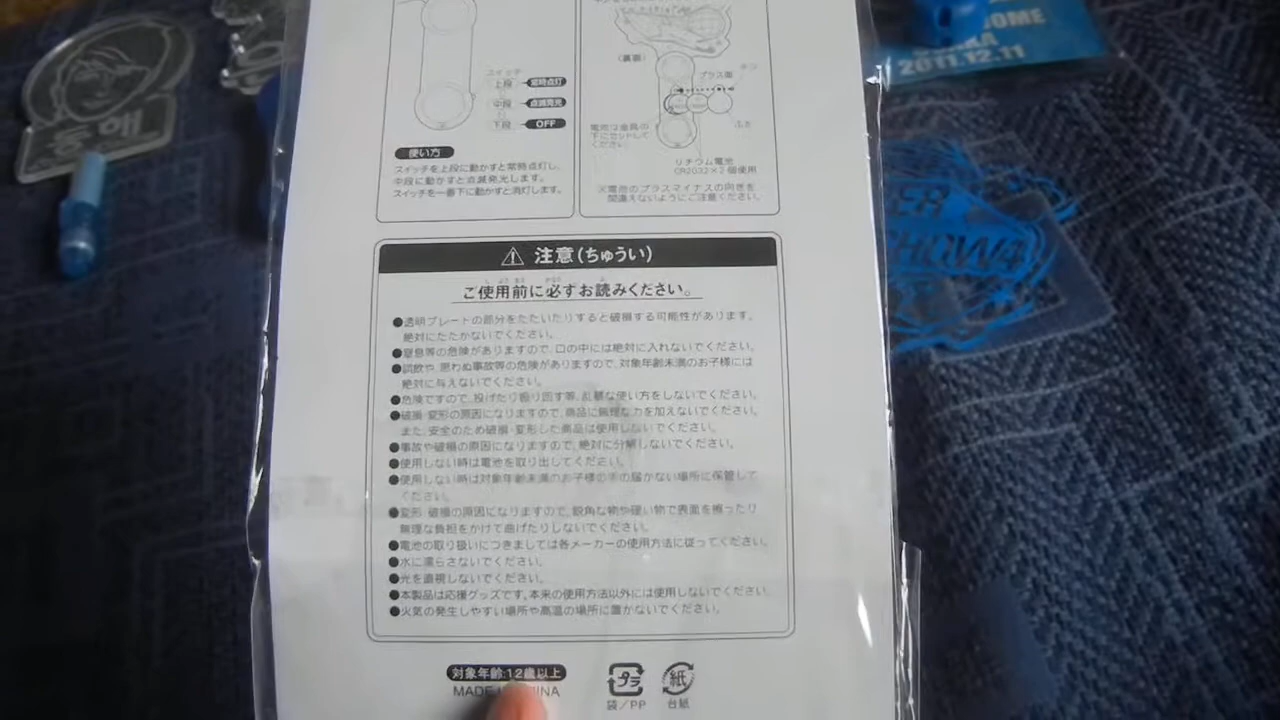 スイッチ
上段
常時点灯
中段
点滅発光
下段
OFF
使い方
スイッチを上段に動かすと常時点灯し、
中段に動かすと点滅発光します。
スイッチを一番下に動かすと消灯します。
(裏面)
プラス面
ネジ
ふた
電池は金具の
下にセットして
ください。
リチウム電池
CR2032×2個使用
※電池のプラスマイナスの向きを
間違えないようにご注意ください。
注意(ちゅうい)
ご使用前に必ずお読みください。
●透明プレートの部分をたたいたりすると破損する可能性があります。
絶対にたたかないでください。
●窒息等の危険がありますので、口の中には絶対に入れないでください。
●誤飲や、思わぬ事故等の危険がありますので、対象年齢未満のお子様には
絶対に与えないでください。
●危険ですので、投げたり振り回す等、乱暴な使い方をしないでください。
●破損・変形の原因になりますので、商品に無理な力を加えないでください。
また、安全のため破損・変形した商品は使用しないでください。
●事故や破損の原因になりますので、絶対に分解しないでください。
●使用しない時は電池を取り出してください。
●使用しない時は対象年齢未満のお子様の手の届かない場所に保管して
ください。
●変形・破損の原因になりますので、鋭角な物や硬い物で表面を擦ったり
無理な負担をかけて曲げたりしないでください。
●電池の取り扱いにつきましては各メーカーの使用方法に従ってください。
●水に濡らさないでください。
●光を直視しないでください。
●本製品は応援グッズです。本来の使用方法以外には使用しないでください。
●火気の発生しやすい場所や高温の場所に置かないでください。
対象年齢:12歳以上
MADE INA
プラ
袋/PP
紙
台紙
동해
OME
2011.12.11
ER
SHOW4